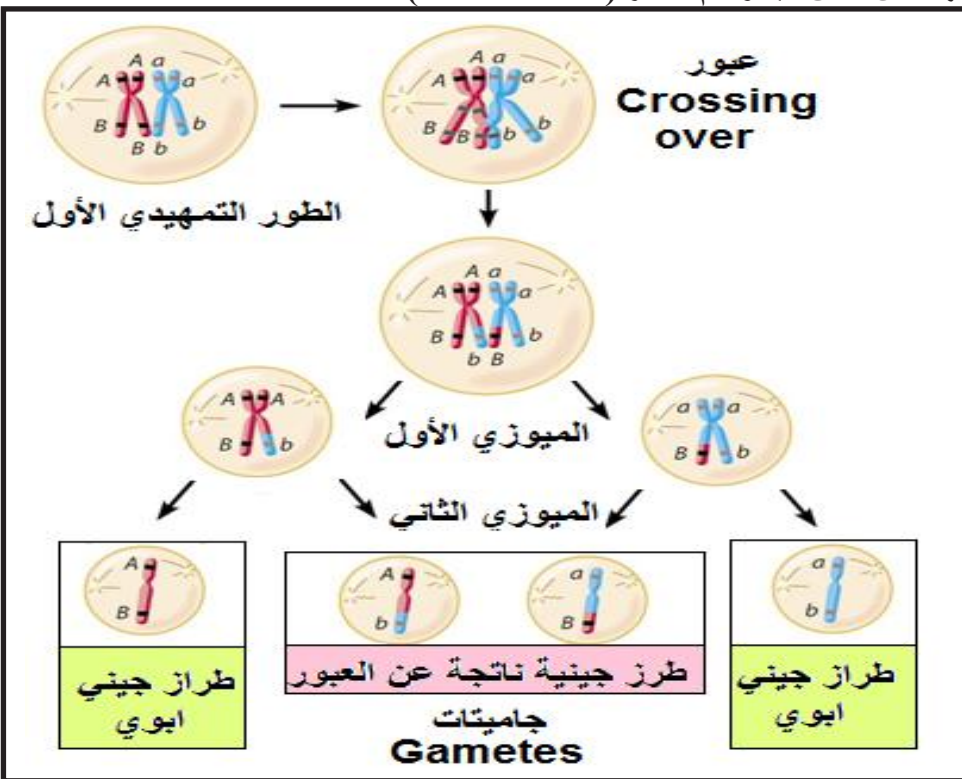 A a
A a
B b
B b
A a
A a
B B b b
عبور
Crossing
over
الطور التمهيدي الأول
A a
A a
B b
b B
A A
B b
الميوزي الأول
a a
B b
الميوزي الثاني
A
B
A
b
a
B
a
b
طراز جيني
ابوي
طرز جينية ناتجة عن العبور
طراز جيني
ابوي
جاميتات
Gametes